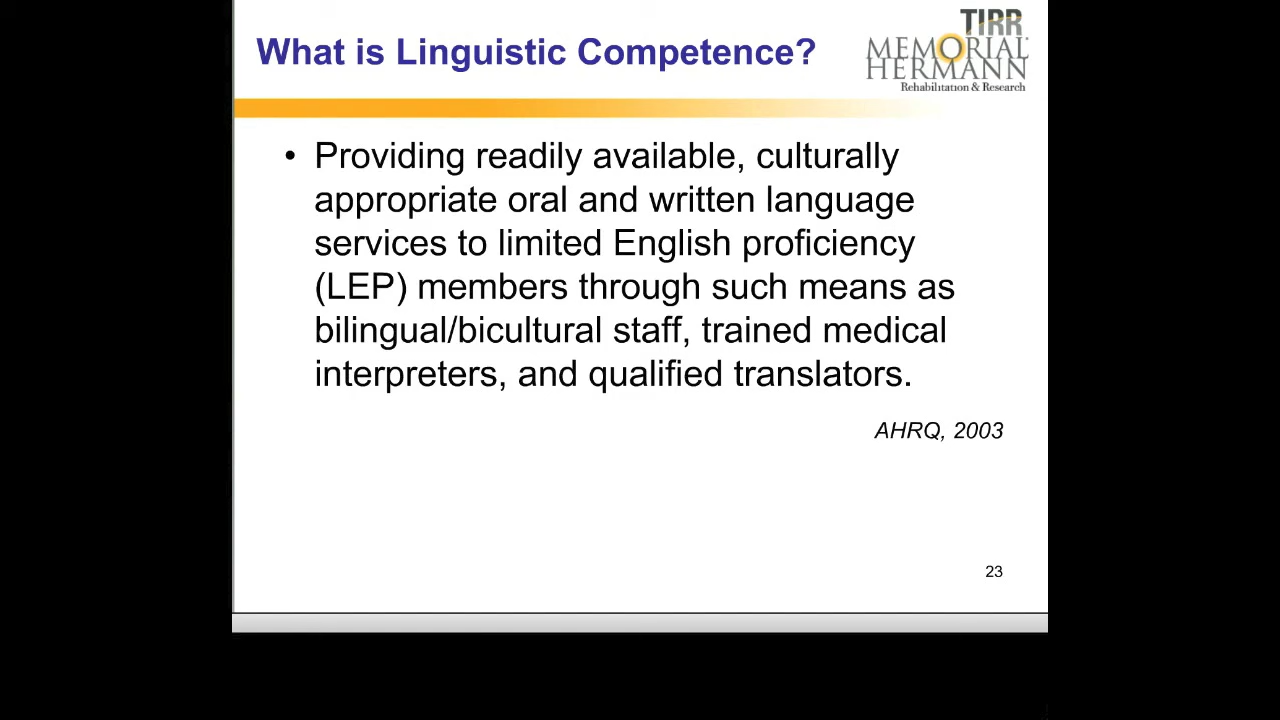 What is Linguistic Competence?
TIRR
MEMORIAL
HERMANN
Rehabilitation & Research
• Providing readily available, culturally
appropriate oral and written language
services to limited English proficiency
(LEP) members through such means as
bilingual/bicultural staff, trained medical
interpreters, and qualified translators.
AHRQ, 2003
23